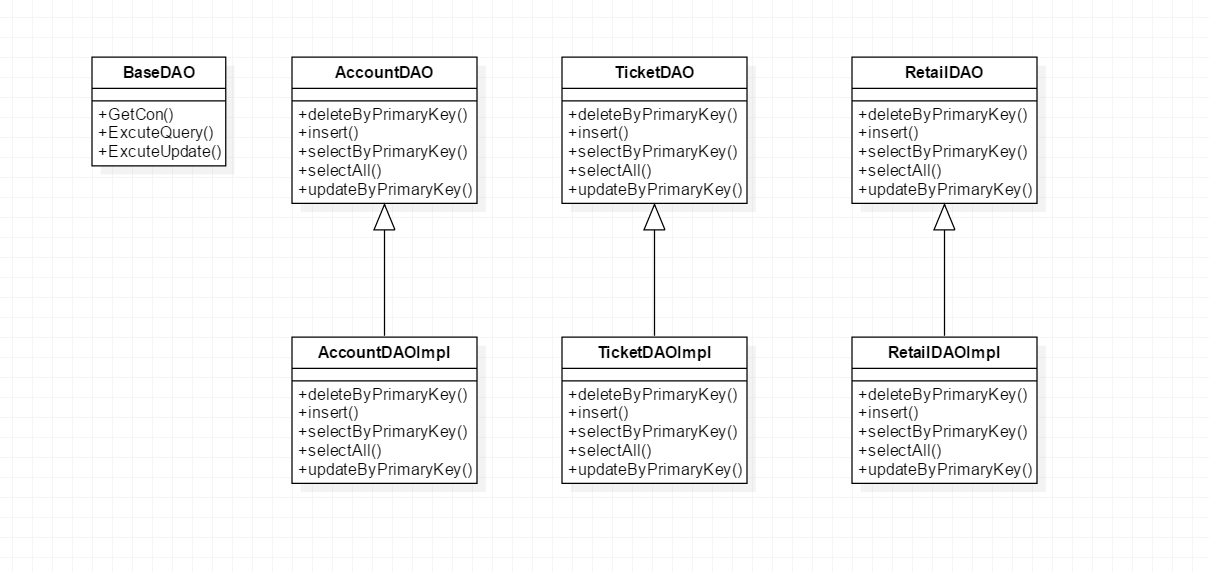 BaseDAO
+GetCon()
+ExcuteQuery()
+ExcuteUpdate()
AccountDAO
+deleteByPrimaryKey()
+insert()
+selectByPrimaryKey()
+selectAll()
+updateByPrimaryKey()
TicketDAO
+deleteByPrimaryKey()
+insert()
+selectByPrimaryKey()
+selectAll()
+updateByPrimaryKey()
RetailDAO
+deleteByPrimaryKey()
+insert()
+selectByPrimaryKey()
+selectAll()
+updateByPrimaryKey()
AccountDAOImpl
+deleteByPrimaryKey()
+insert()
+selectByPrimaryKey()
+selectAll()
+updateByPrimaryKey()
TicketDAOImpl
+deleteByPrimaryKey()
+insert()
+selectByPrimaryKey()
+selectAll()
+updateByPrimaryKey()
RetailDAOImpl
+deleteByPrimaryKey()
+insert()
+selectByPrimaryKey()
+selectAll()
+updateByPrimaryKey()